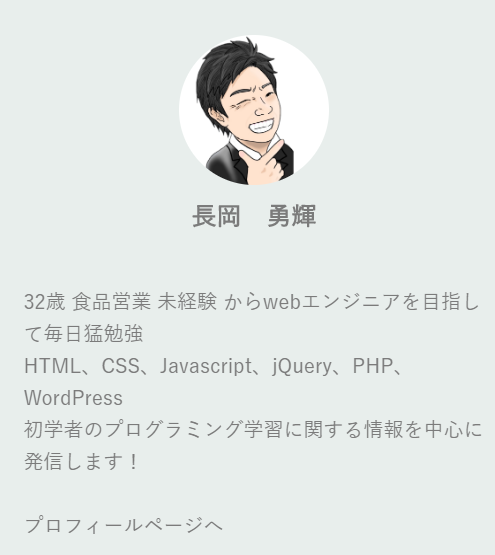 長岡　勇輝
32歳 食品営業 未経験 からwebエンジニアを目指し
て毎日猛勉強
HTML、CSS、Javascript、jQuery、PHP、
WordPress
初学者のプログラミング学習に関する情報を中心に
発信します！
プロフィールページへ